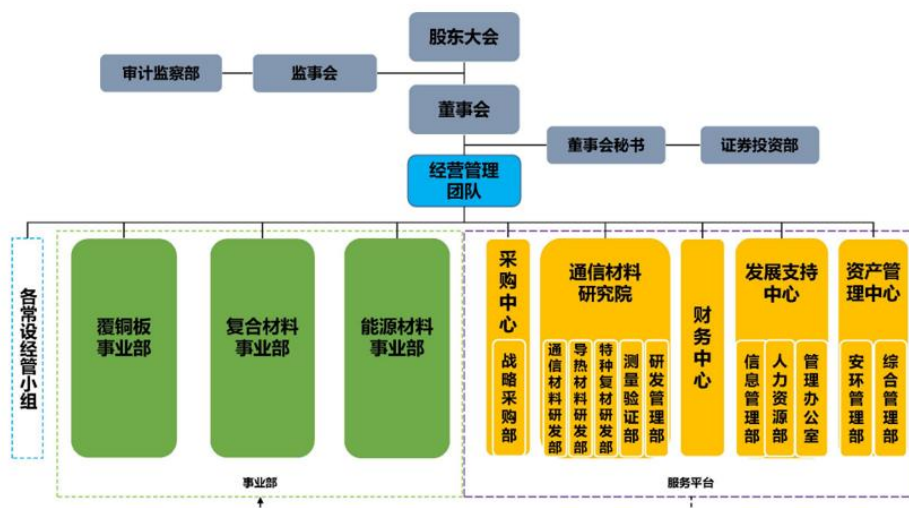 股东大会
审计监察部
监事会
董事会
董事会秘书
证券投资部
经营管理
团队
各常设经管小组
覆铜板
事业部
复合材料
事业部
能源材料
事业部
采购中心
战略采购部
通信材料
研究院
通信材料研发部
导热材料研发部
特种复材研发部
测量验证部
研发管理部
财务中心
发展支持
中心
信息管理部
人力资源部
管理办公室
资产管
理中心
安环管理部
综合管理部
事业部
服务平台